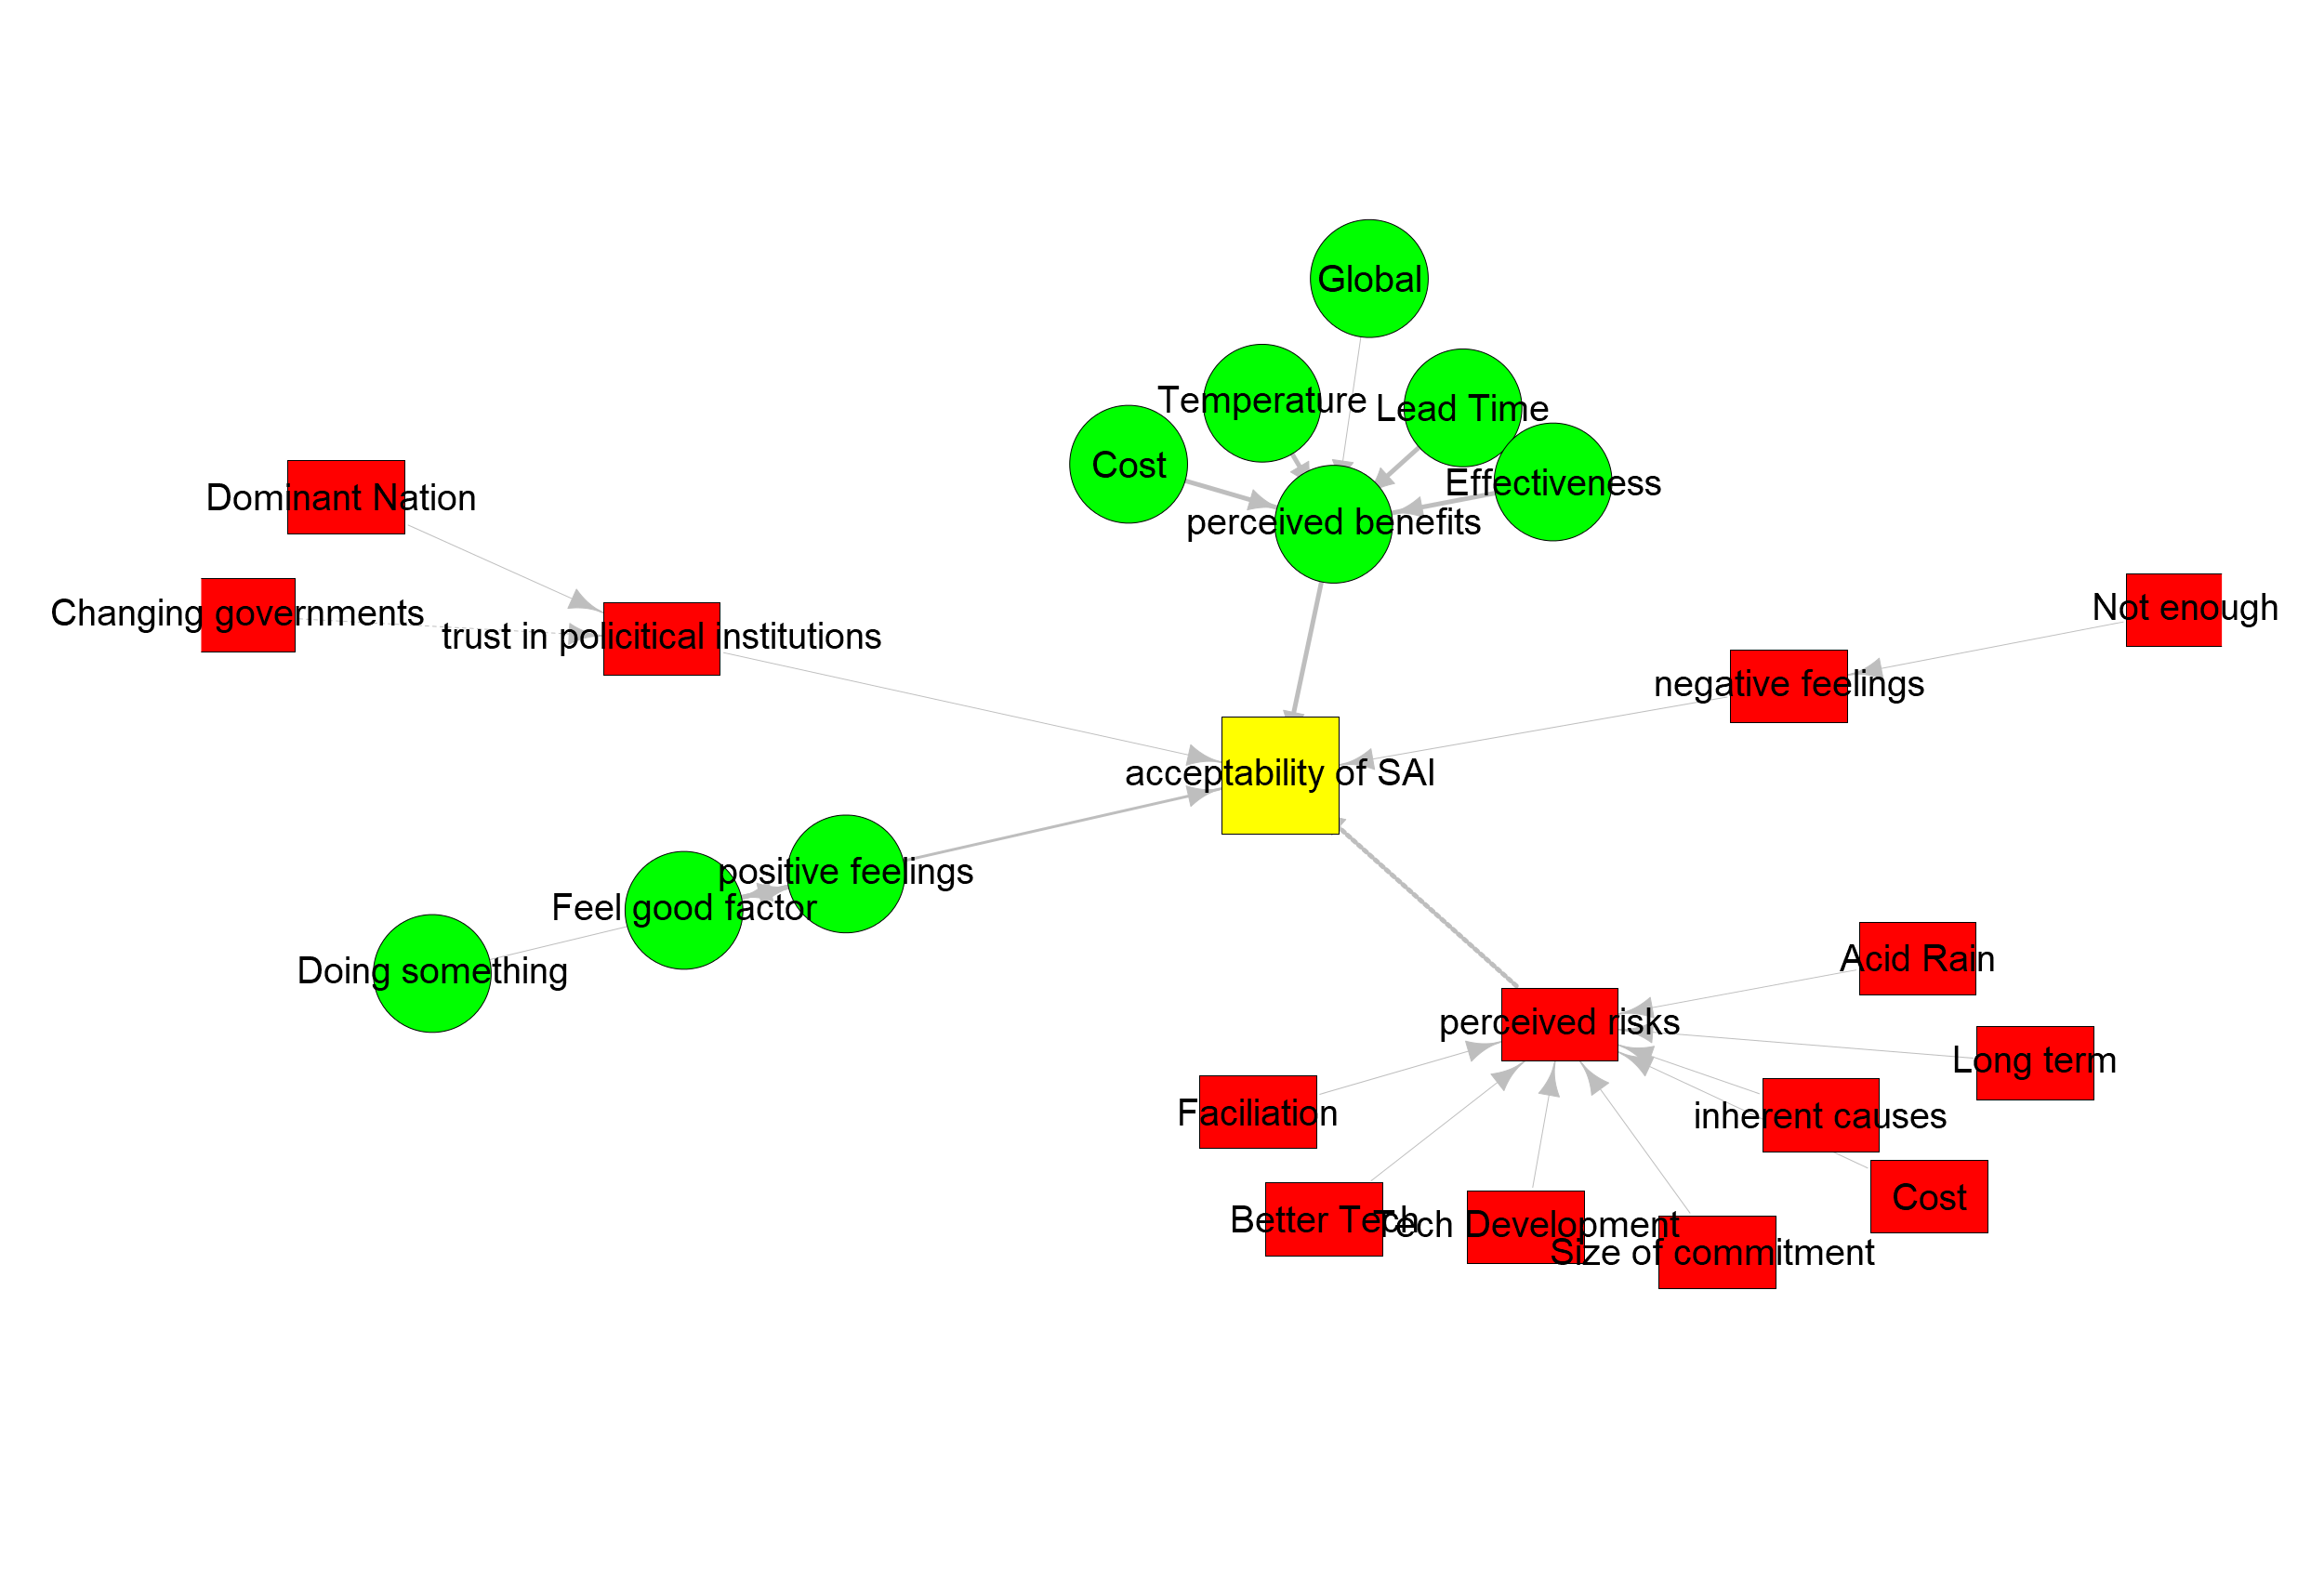 Global
Temperature
Lead Time
Cost
Effectiveness
perceived benefits
Dominant Nation
Changing governments
trust in policitical institutions
Not enough
negative feelings
acceptability of SAI
positive feelings
Feel good factor
Doing something
Acid Rain
perceived risks
Long term
Faciliation
inherent causes
Cost
Better Tech
Tech Development
Size of commitment